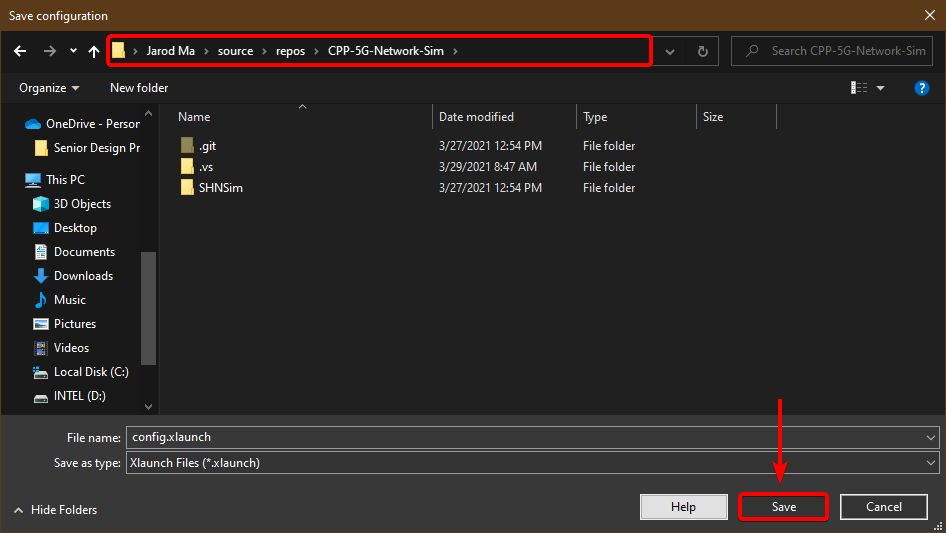 Save configuration
Jarod Ma > source > repos > CPP-5G-Network-Sim >
Search CPP-5G-Network-Sim
Organize
New folder
?
OneDrive - Person
Senior Design Pr
This PC
3D Objects
Desktop
Documents
Downloads
Music
Pictures
Videos
Local Disk (C:)
INTEL (D:)
Name Date modified Type Size
.git 3/27/2021 12:54 PM File folder
.vs 3/29/2021 8:47 AM File folder
SHNSim 3/27/2021 12:54 PM File folder
File name: config.xlaunch
Save as type: Xlaunch Files (*.xlaunch)
Hide Folders
Help
Save
Cancel